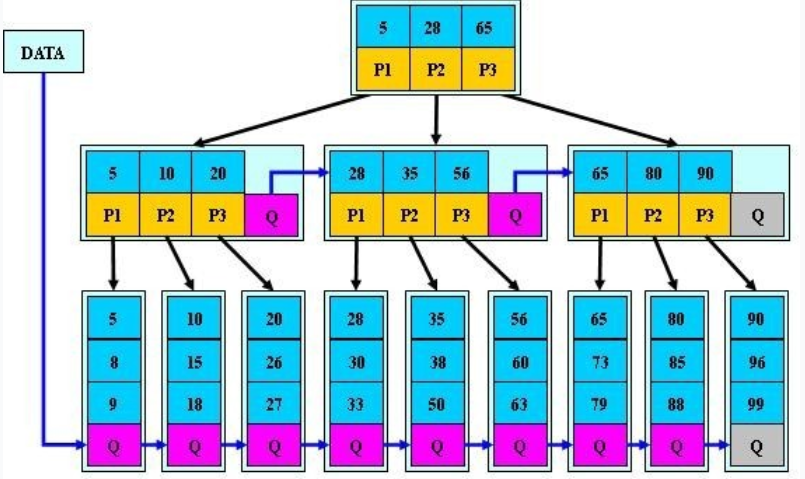 5 28 65
DATA
P1 P2 P3
5 10 20
28 35 56
65 80 90
P1 P2 P3 Q
P1 P2 P3 Q
P1 P2 P3 Q
5 10 20 28 35 56 65 80 90
8 15 26 30 38 60 73 85 96
9 18 27 33 50 63 79 88 99
Q Q Q Q Q Q Q Q Q